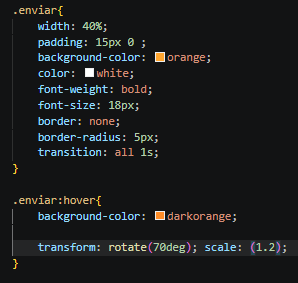 .enviar{
width: 40%;
padding: 15px 0 ;
background-color: orange;
color: white;
font-weight: bold;
font-size: 18px;
border: none;
border-radius: 5px;
transition: all 1s;
}
.enviar:hover{
background-color: darkorange;
transform: rotate(70deg); scale: (1.2);
}